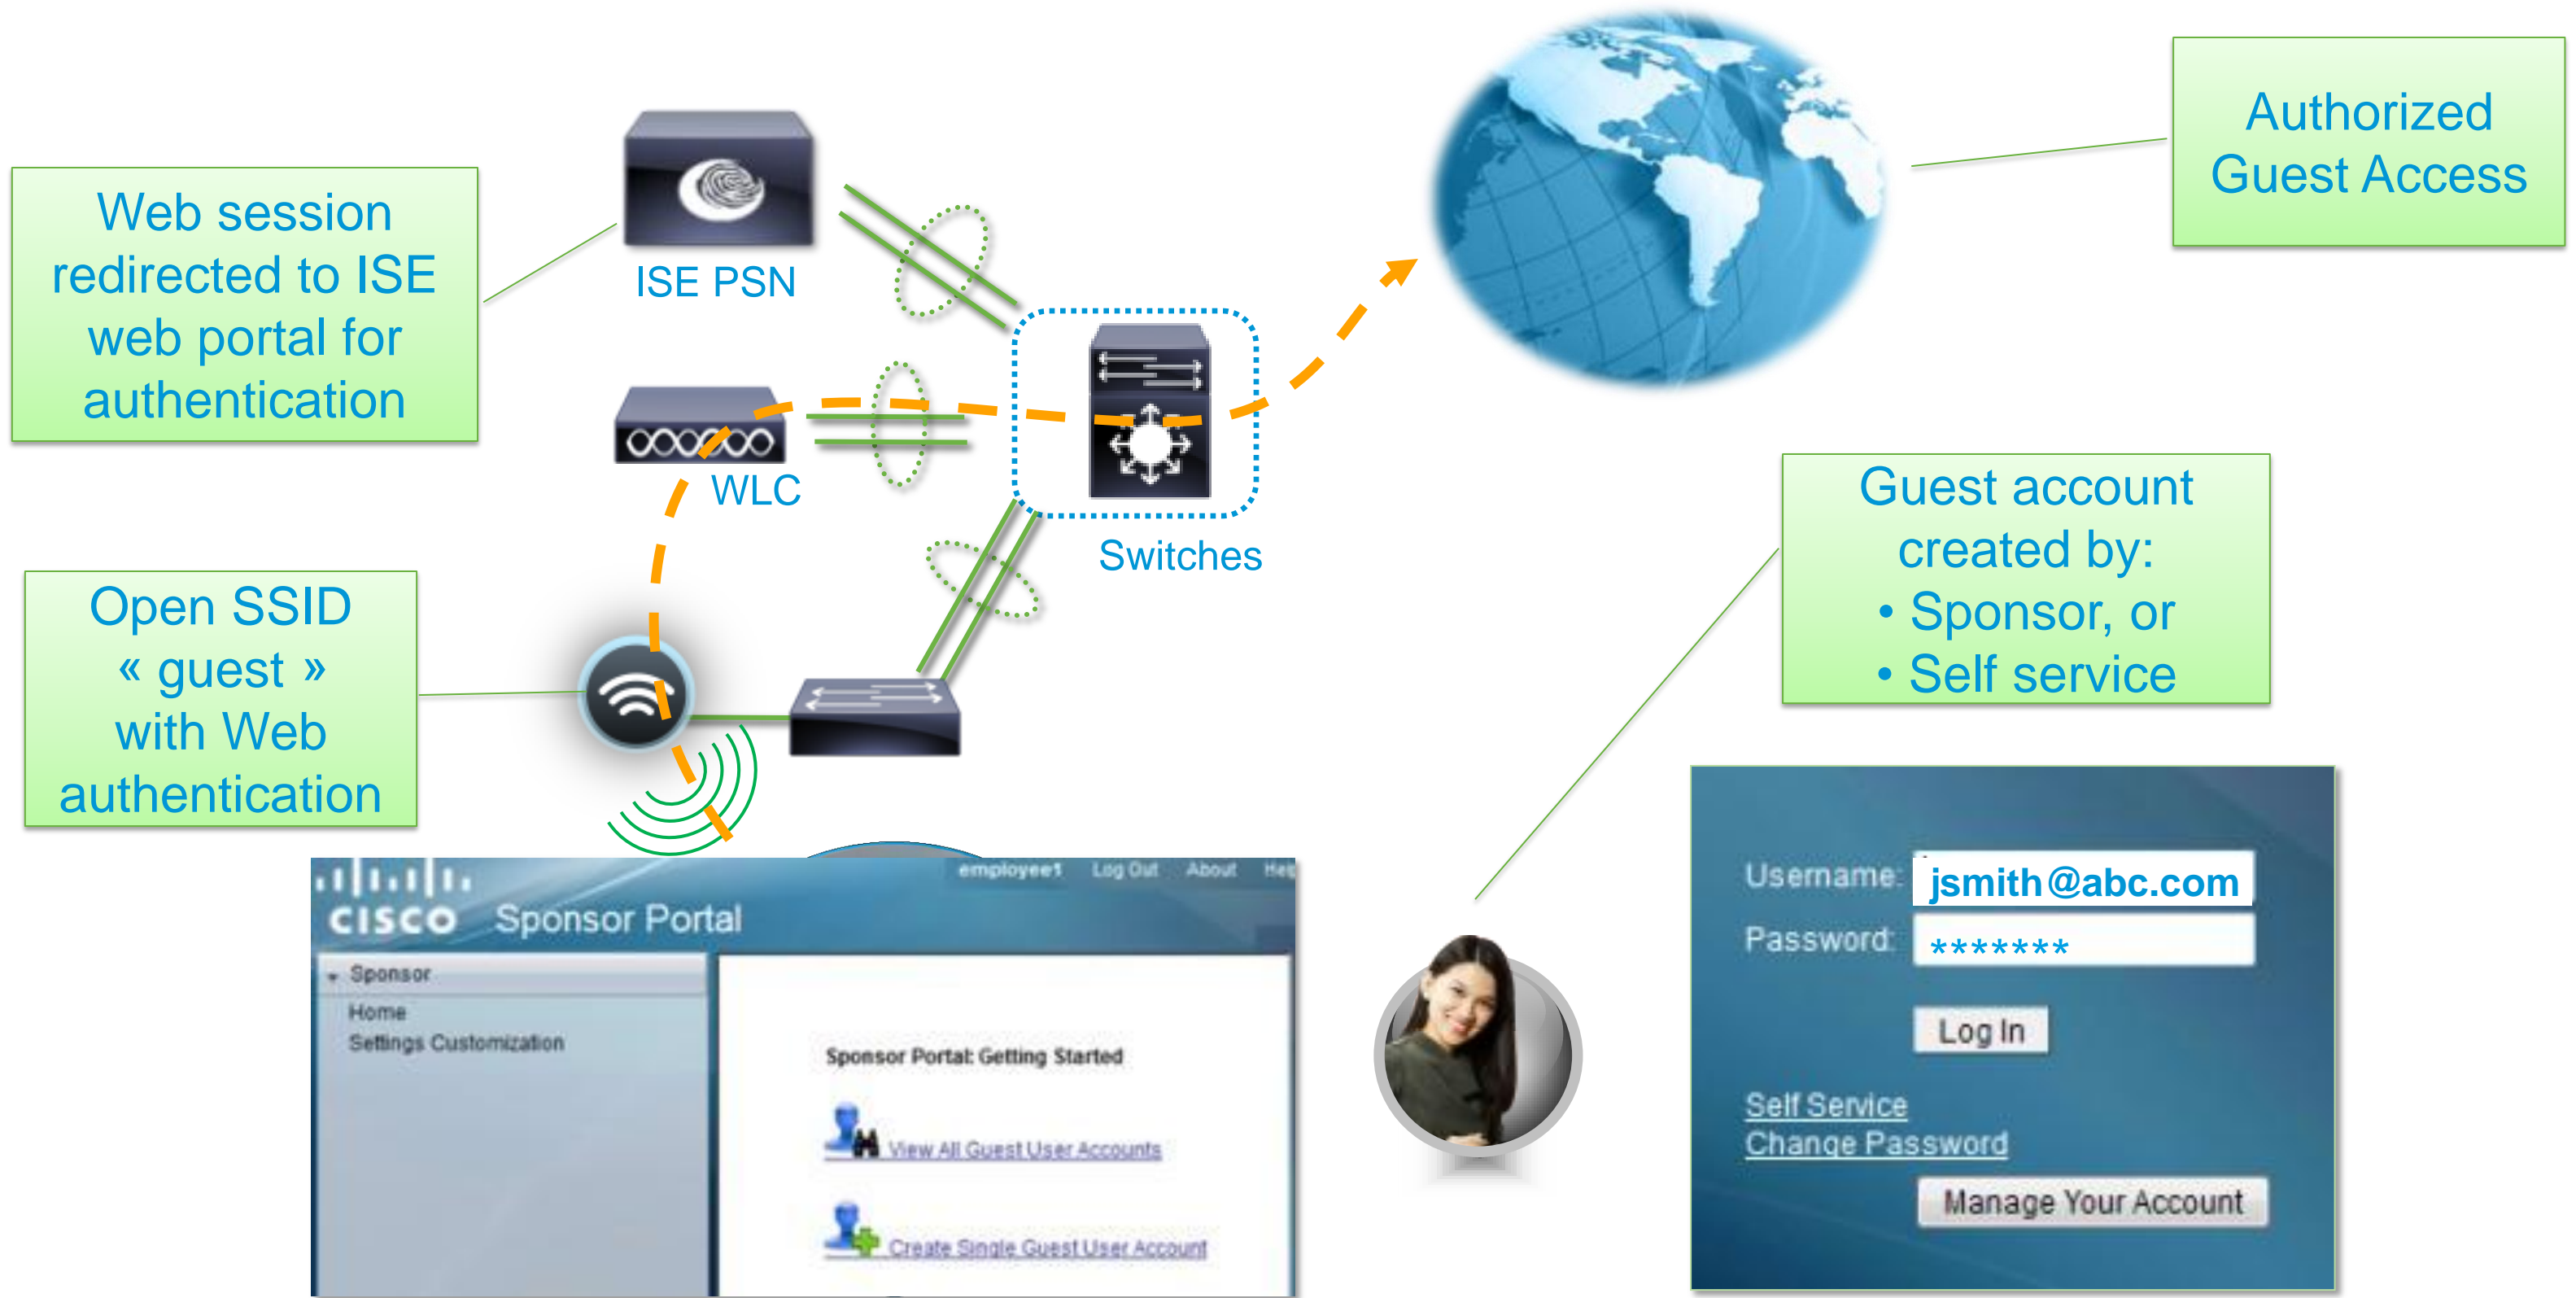 Web session
redirected to ISE
web portal for
authentication
ISE PSN
WLC
Switches
Authorized
Guest Access
Open SSID
« guest »
with Web
authentication
Guest account
created by:
• Sponsor, or
• Self service
CISCO Sponsor Portal
employee1 Log Out About
Sponsor
Home
Settings Customization
Sponsor Portal: Getting Started
View All Guest User Accounts
Create Single Guest User Account
Username: jsmith@abc.com
Password: *******
Log In
Self Service
Change Password
Manage Your Account